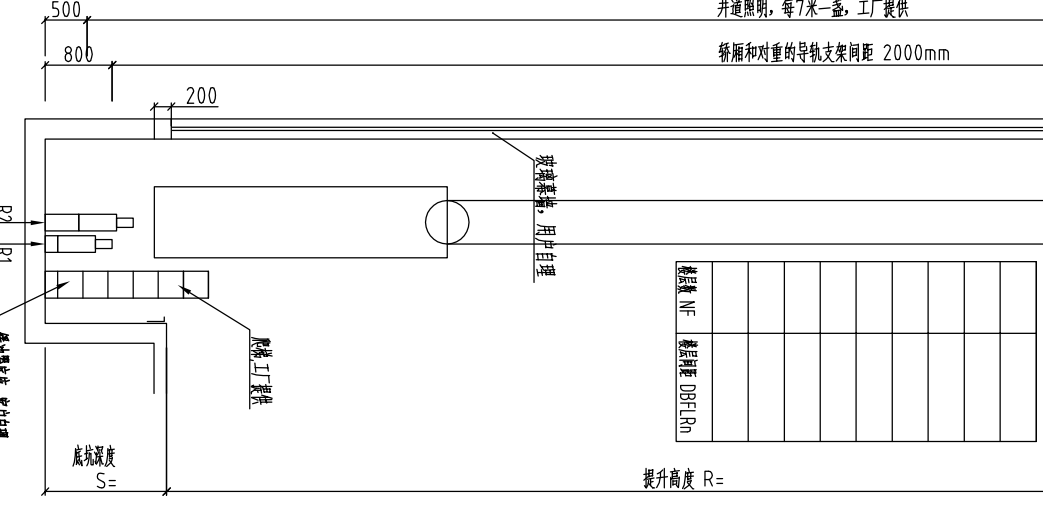 500
井道照明，每7米一盏，工厂提供
800
轿厢和对重的导轨支架间距 2000mm
200
玻璃幕墙，用户自理
R2
R1
楼层数 NF
楼层间距 DBFLRn
爬梯,工厂提供
底坑深度
S=
提升高度 R=